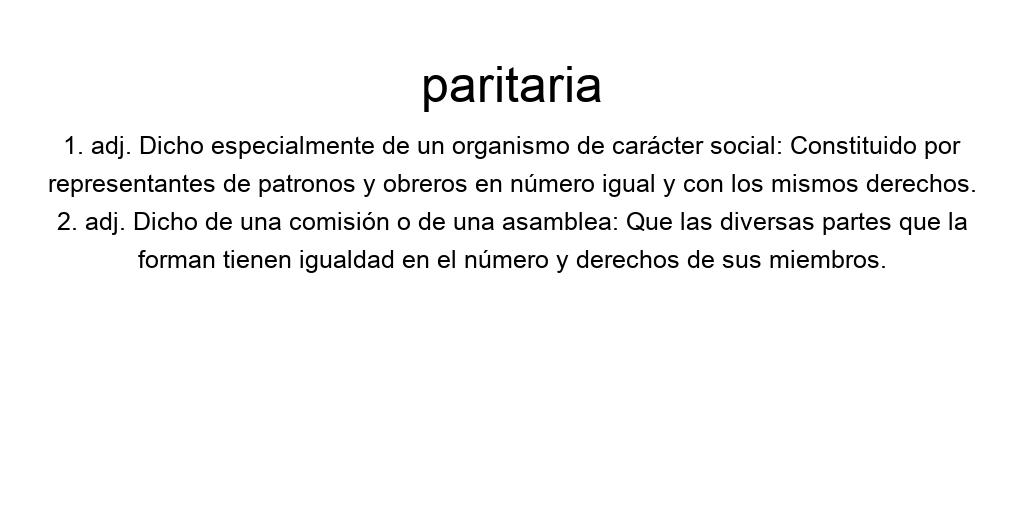 paritaria
1. adj. Dicho especialmente de un organismo de carácter social: Constituido por
representantes de patronos y obreros en número igual y con los mismos derechos.
2. adj. Dicho de una comisión o de una asamblea: Que las diversas partes que la
forman tienen igualdad en el número y derechos de sus miembros.